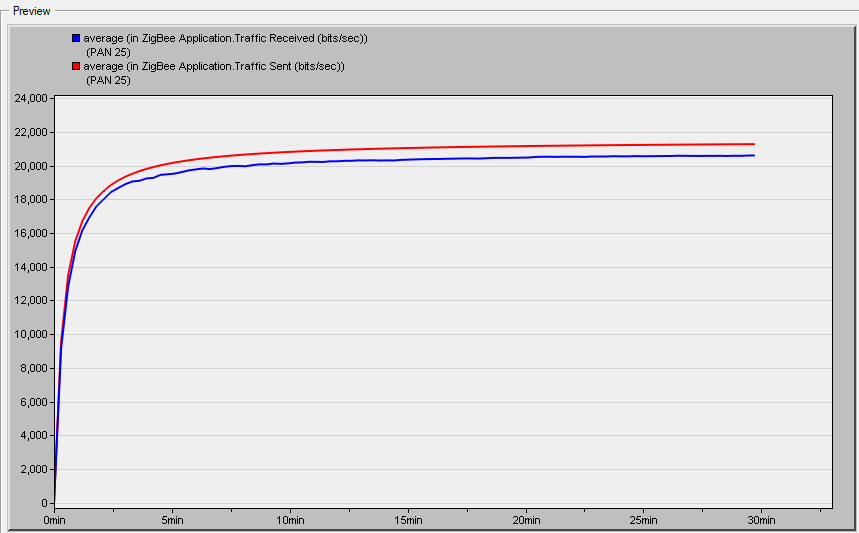 Preview
average (in ZigBee Application.Traffic Received (bits/sec))
(PAN 25)
average (in ZigBee Application.Traffic Sent (bits/sec))
(PAN 25)
24,000
22,000
20,000
18,000
16,000
14,000
12,000
10,000
8,000
6,000
4,000
2,000
0
0min 5min 10min 15min 20min 25min 30min